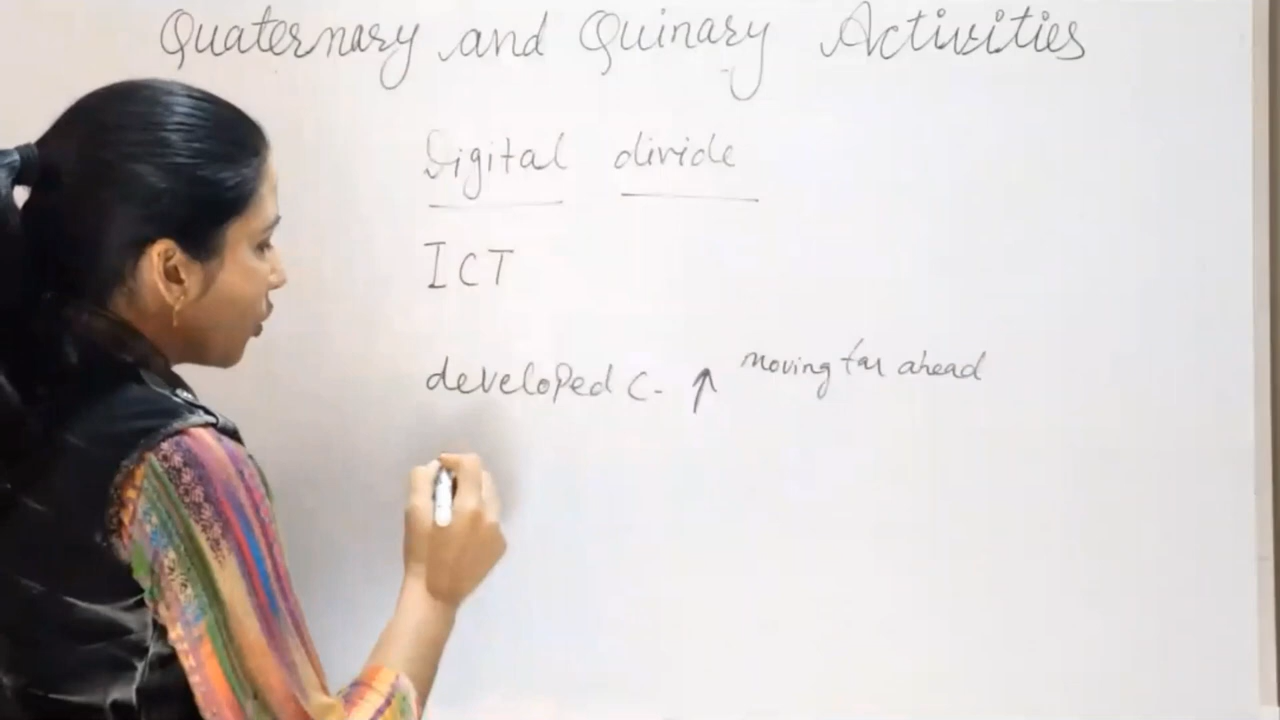 Quaternary and Quinary Activities
Digital divide
ICT
developed C. ↑ moving far ahead